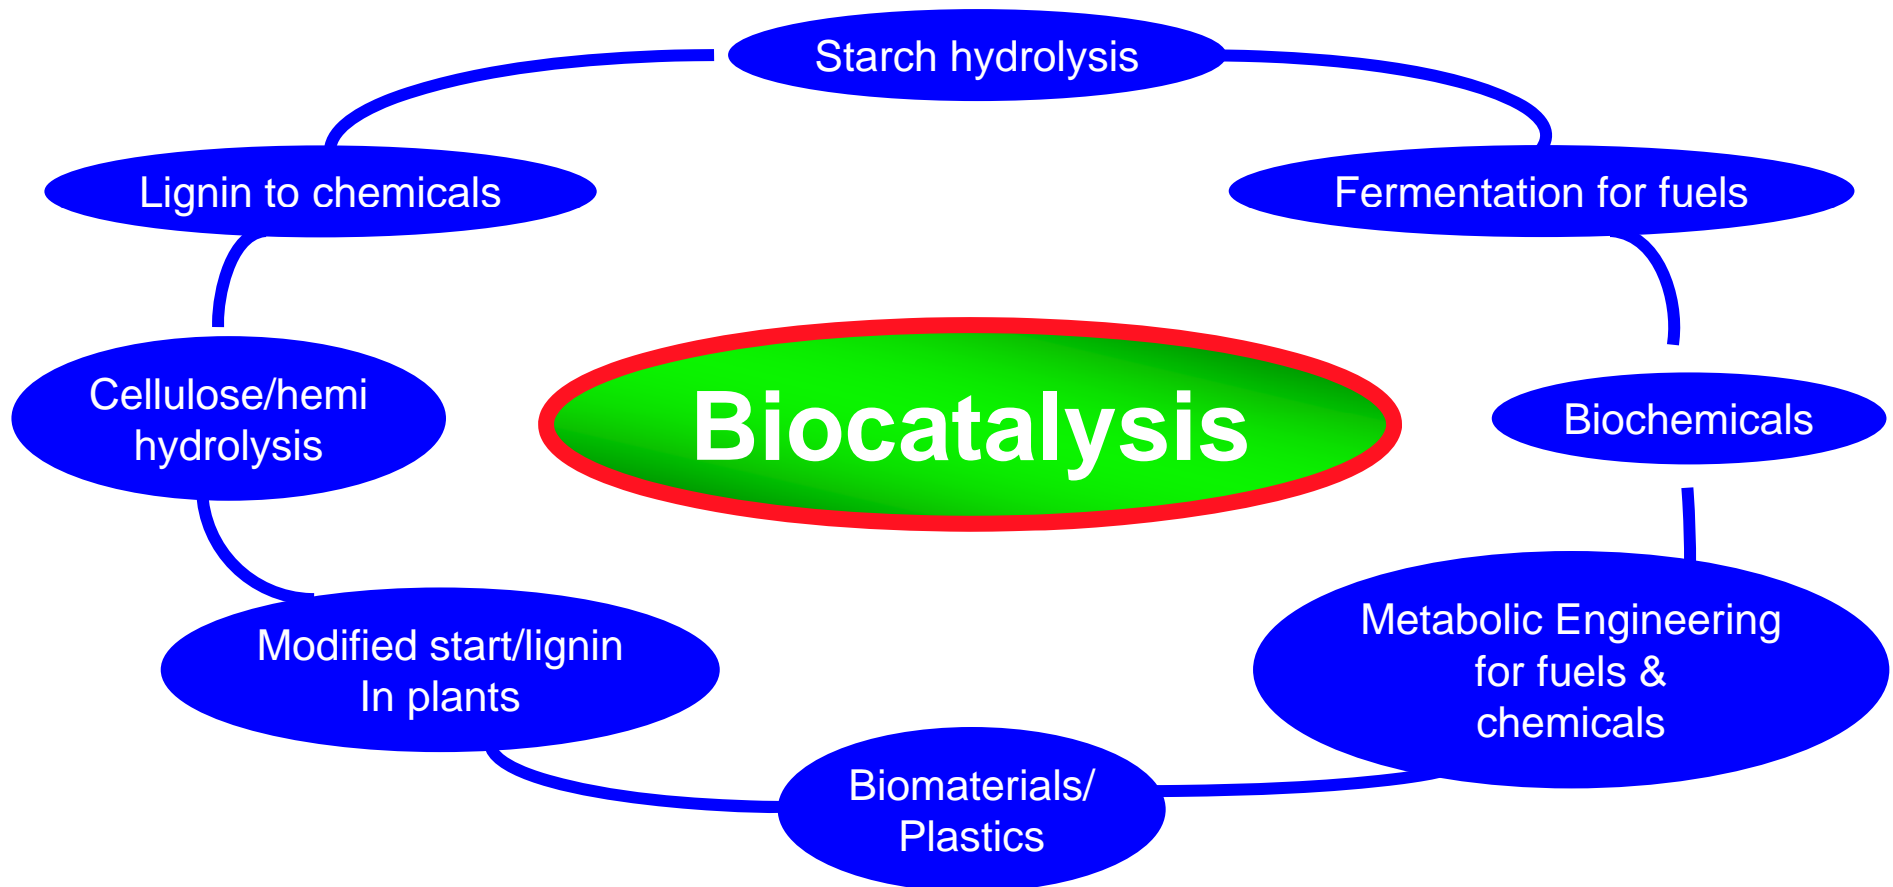 Starch hydrolysis
Lignin to chemicals
Fermentation for fuels
Cellulose/hemi
hydrolysis
Biocatalysis
Biochemicals
Modified start/lignin
In plants
Metabolic Engineering
for fuels &
chemicals
Biomaterials/
Plastics